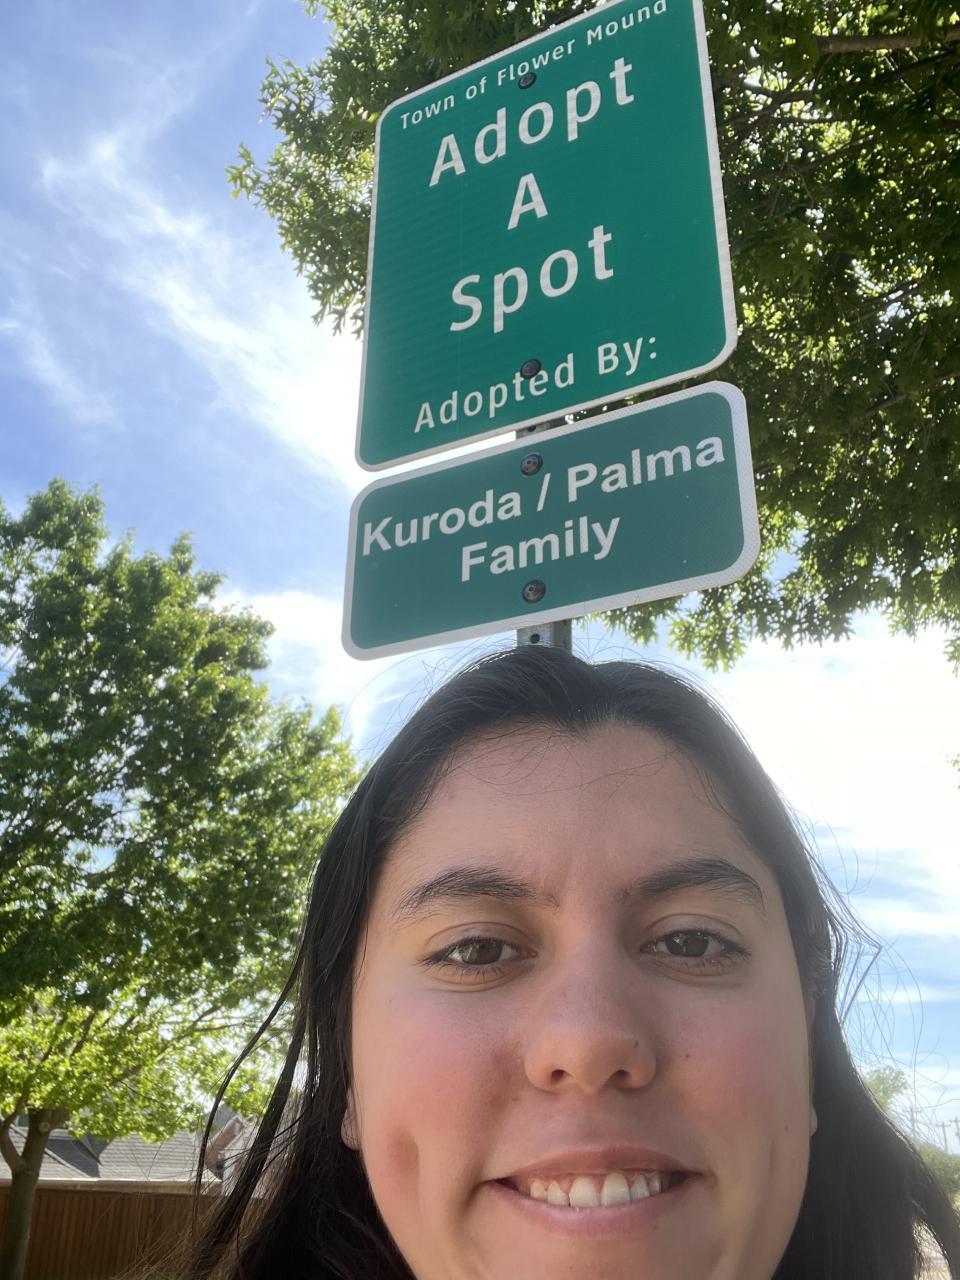 Town of Flower Mound
Adopt
A
Spot
Adopted By:
Kuroda / Palma
Family